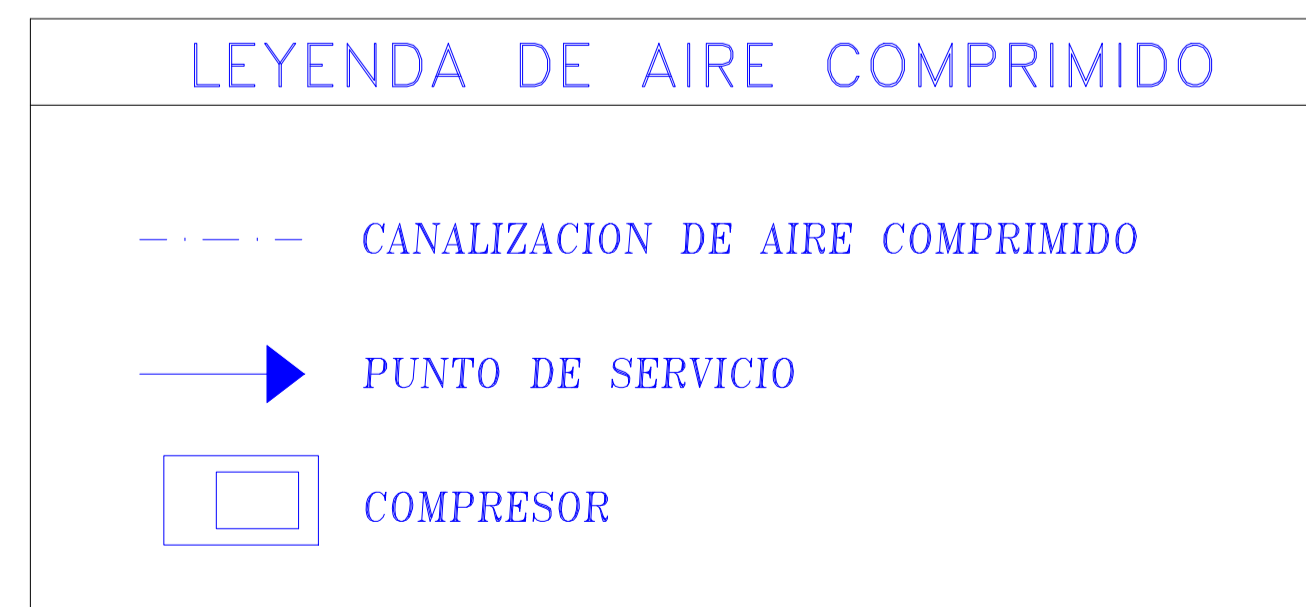 LEYENDA DE AIRE COMPRIMIDO
CANALIZACION DE AIRE COMPRIMIDO
PUNTO DE SERVICIO
COMPRESOR